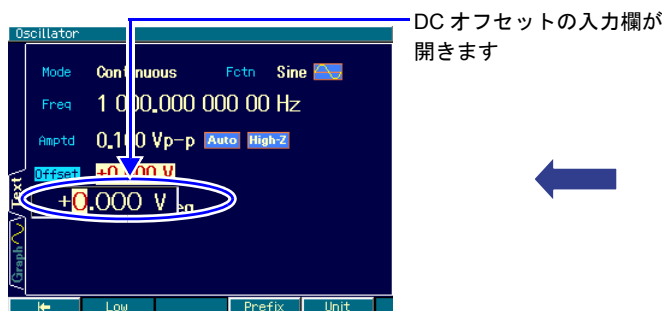 DC オフセットの入力欄が
開きます
Oscillator
Mode Continuous Fctn Sine
Freq 1 000.000 000 00 Hz
Amptd 0.100 Vp-p Auto High-Z
Offset +0.000 V
+0.000 V
Text
Graph
Low Prefix Unit